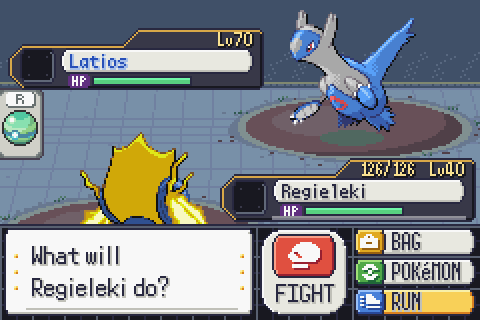 Lv70
Latios
HP
R
126/126 Lv40
Regieleki
HP
What will
Regieleki do?
FIGHT
BAG
POKéMON
RUN